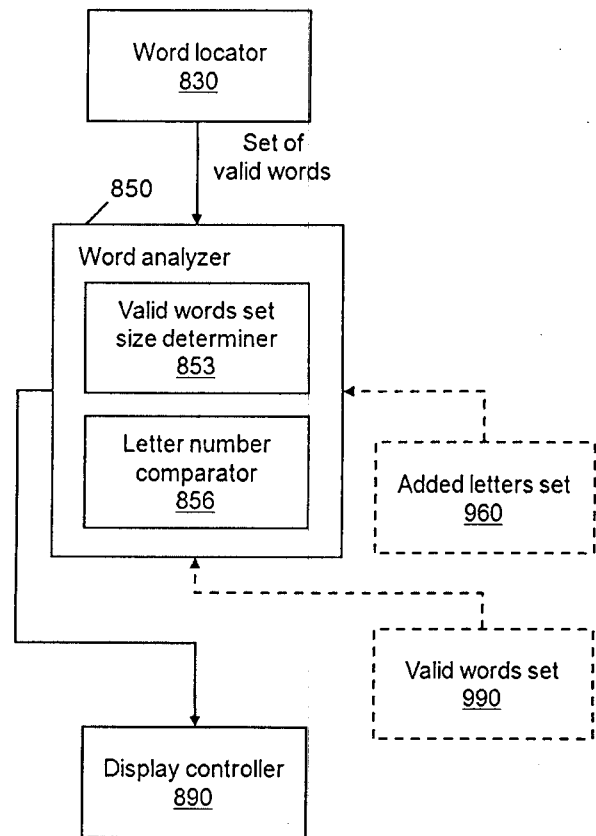 Word locator
830
Set of
valid words
850
Word analyzer
Valid words set
size determiner
853
Letter number
comparator
856
Added letters set
960
Valid words set
990
Display controller
890